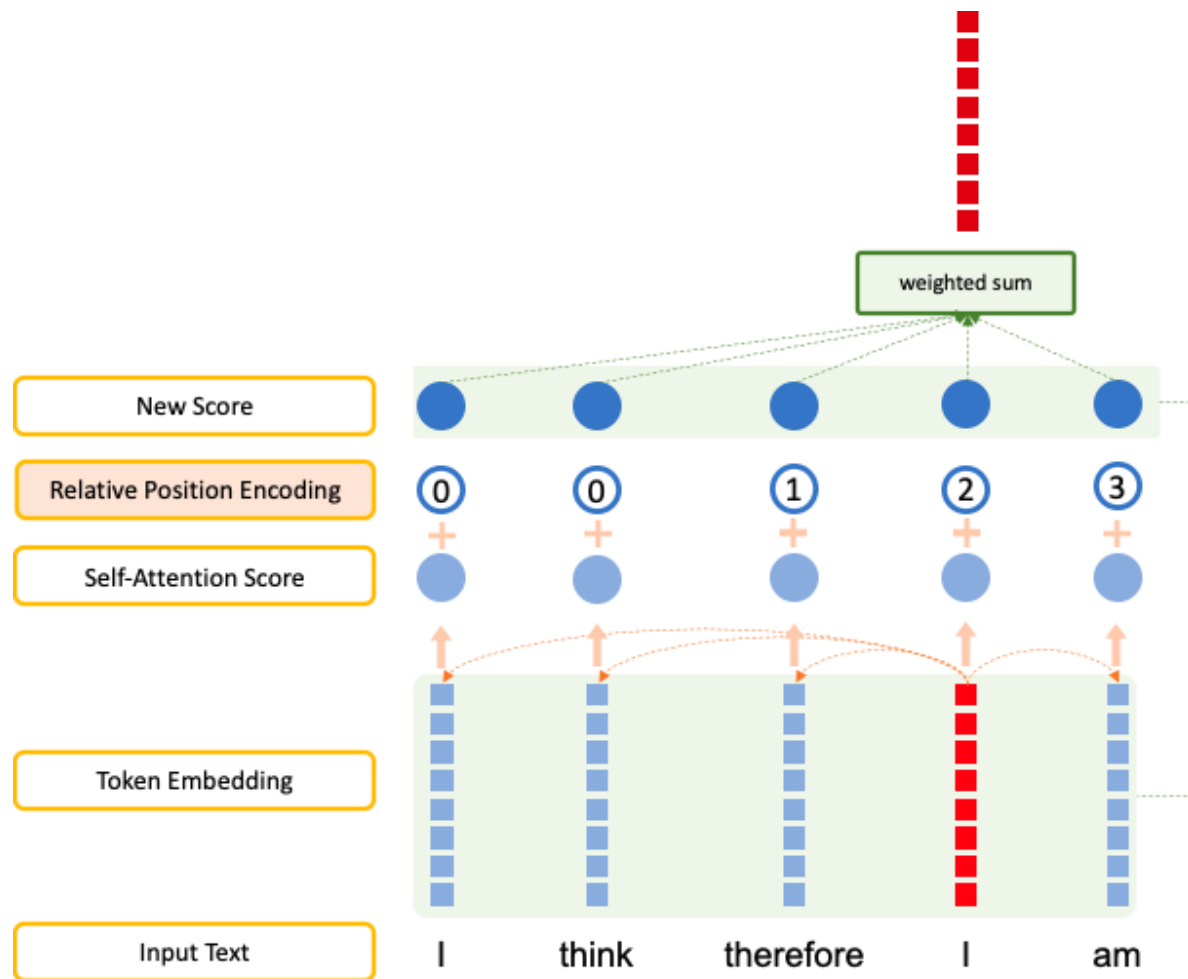 weighted sum
New Score
Relative Position Encoding 0 0 1 2 3
+ + + + +
Self-Attention Score
Token Embedding
Input Text I think therefore I am